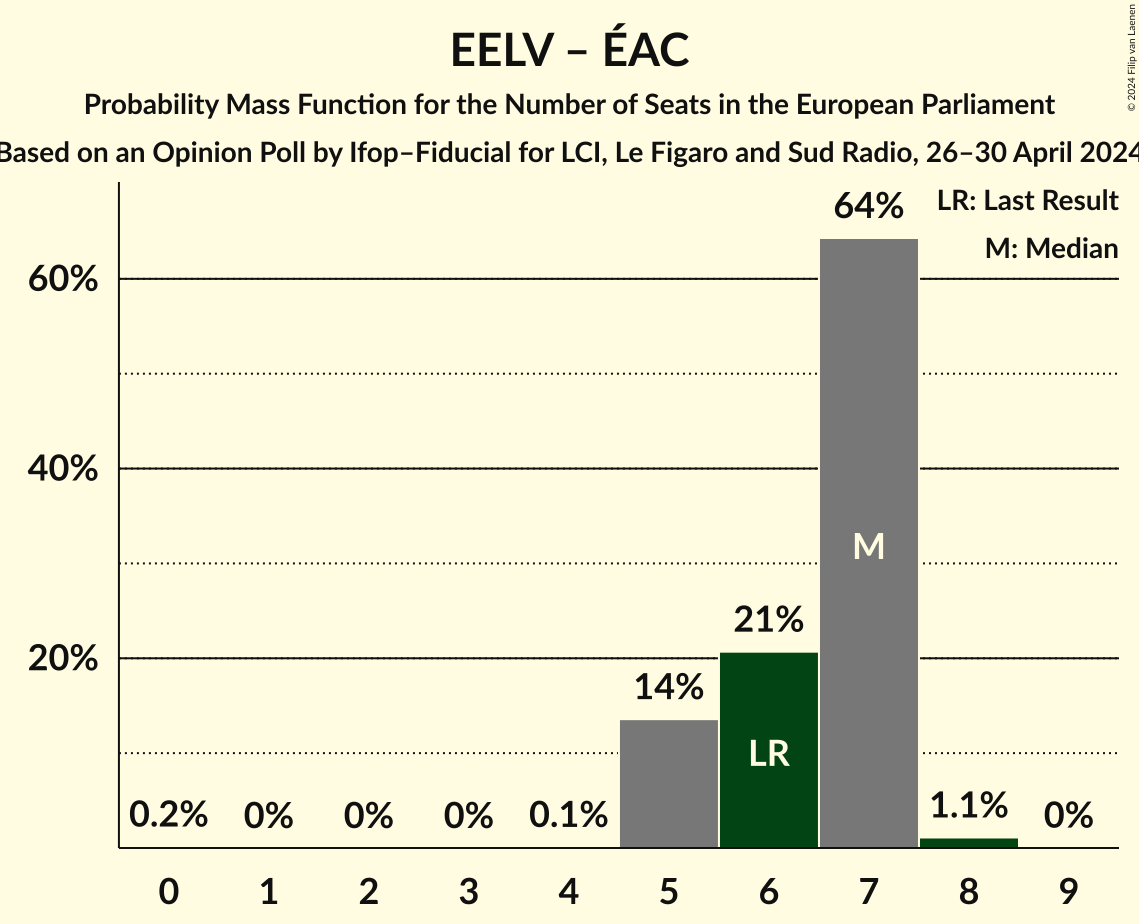 EELV – ÉAC
Probability Mass Function for the Number of Seats in the European Parliament
Based on an Opinion Poll by Ifop–Fiducial for LCI, Le Figaro and Sud Radio, 26–30 April 2024
© 2024 Filip van Laenen
LR: Last Result
M: Median
60%
40%
20%
0.2%
0%
0%
0%
0.1%
14%
21%
64%
1.1%
0%
LR
M
0 1 2 3 4 5 6 7 8 9